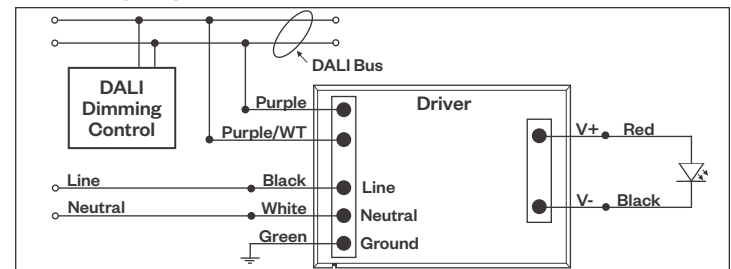 DALI Bus
DALI
Dimming
Control
Driver
Purple
Purple/WT
V+ Red
Line Black Line
Neutral White Neutral
V- Black
Green Ground